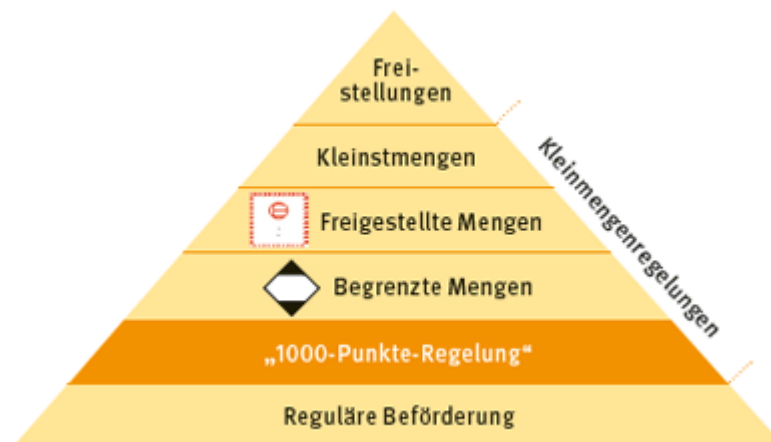 Frei-
stellungen
Kleinstmengen
Freigestellte Mengen
Begrenzte Mengen
„1000-Punkte-Regelung“
Reguläre Beförderung
Kleinmengenregelungen